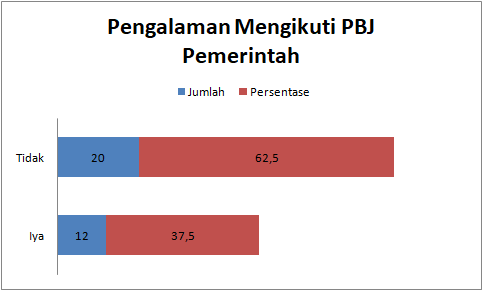 Pengalaman Mengikuti PBJ
Pemerintah
Jumlah Persentase
Tidak 20 62,5
Iya 12 37,5